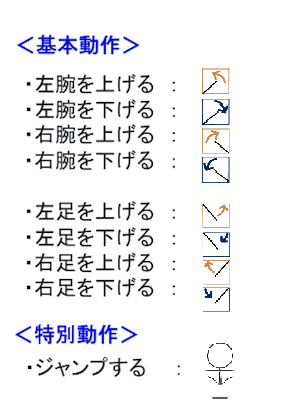 ＜基本動作＞
・左腕を上げる ：
・左腕を下げる ：
・右腕を上げる ：
・右腕を下げる ：
・左足を上げる ：
・左足を下げる ：
・右足を上げる ：
・右足を下げる ：
＜特別動作＞
・ジャンプする ：